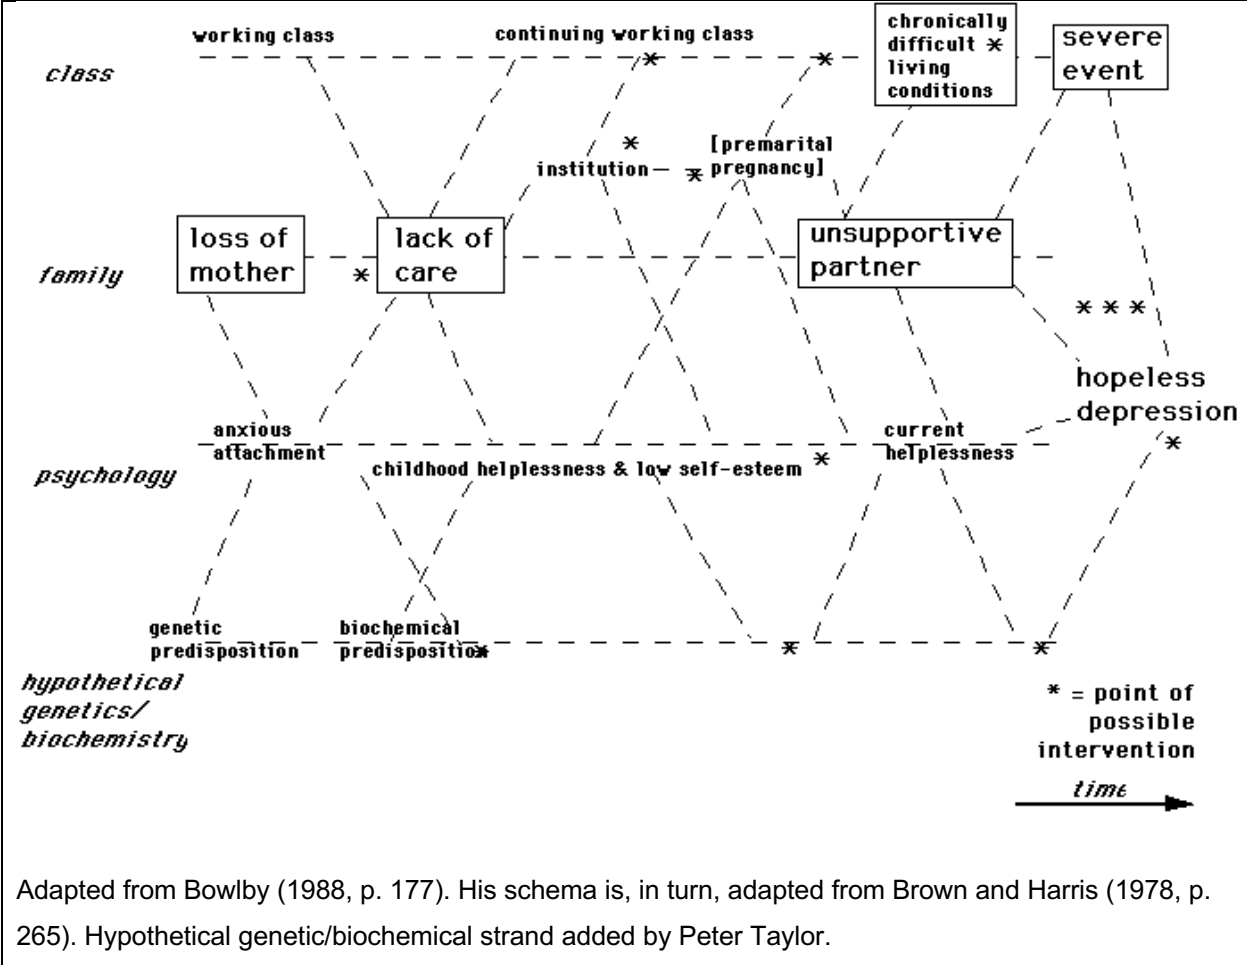 working class
continuing working class
*
*
chronically
difficult *
living
conditions
severe
event
class
*
institution
*
[premarital
pregnancy]
loss of
mother
*
lack of
care
unsupportive
partner
family
* * *
hopeless
depression
*
anxious
attachment
current
helplessness
psychology
childhood helplessness & low self-esteem *
genetic
predisposition
biochemical
predisposition
*
*
*
hypothetical
genetics/
biochemistry
* = point of
possible
intervention
time
Adapted from Bowlby (1988, p. 177). His schema is, in turn, adapted from Brown and Harris (1978, p.
265). Hypothetical genetic/biochemical strand added by Peter Taylor.